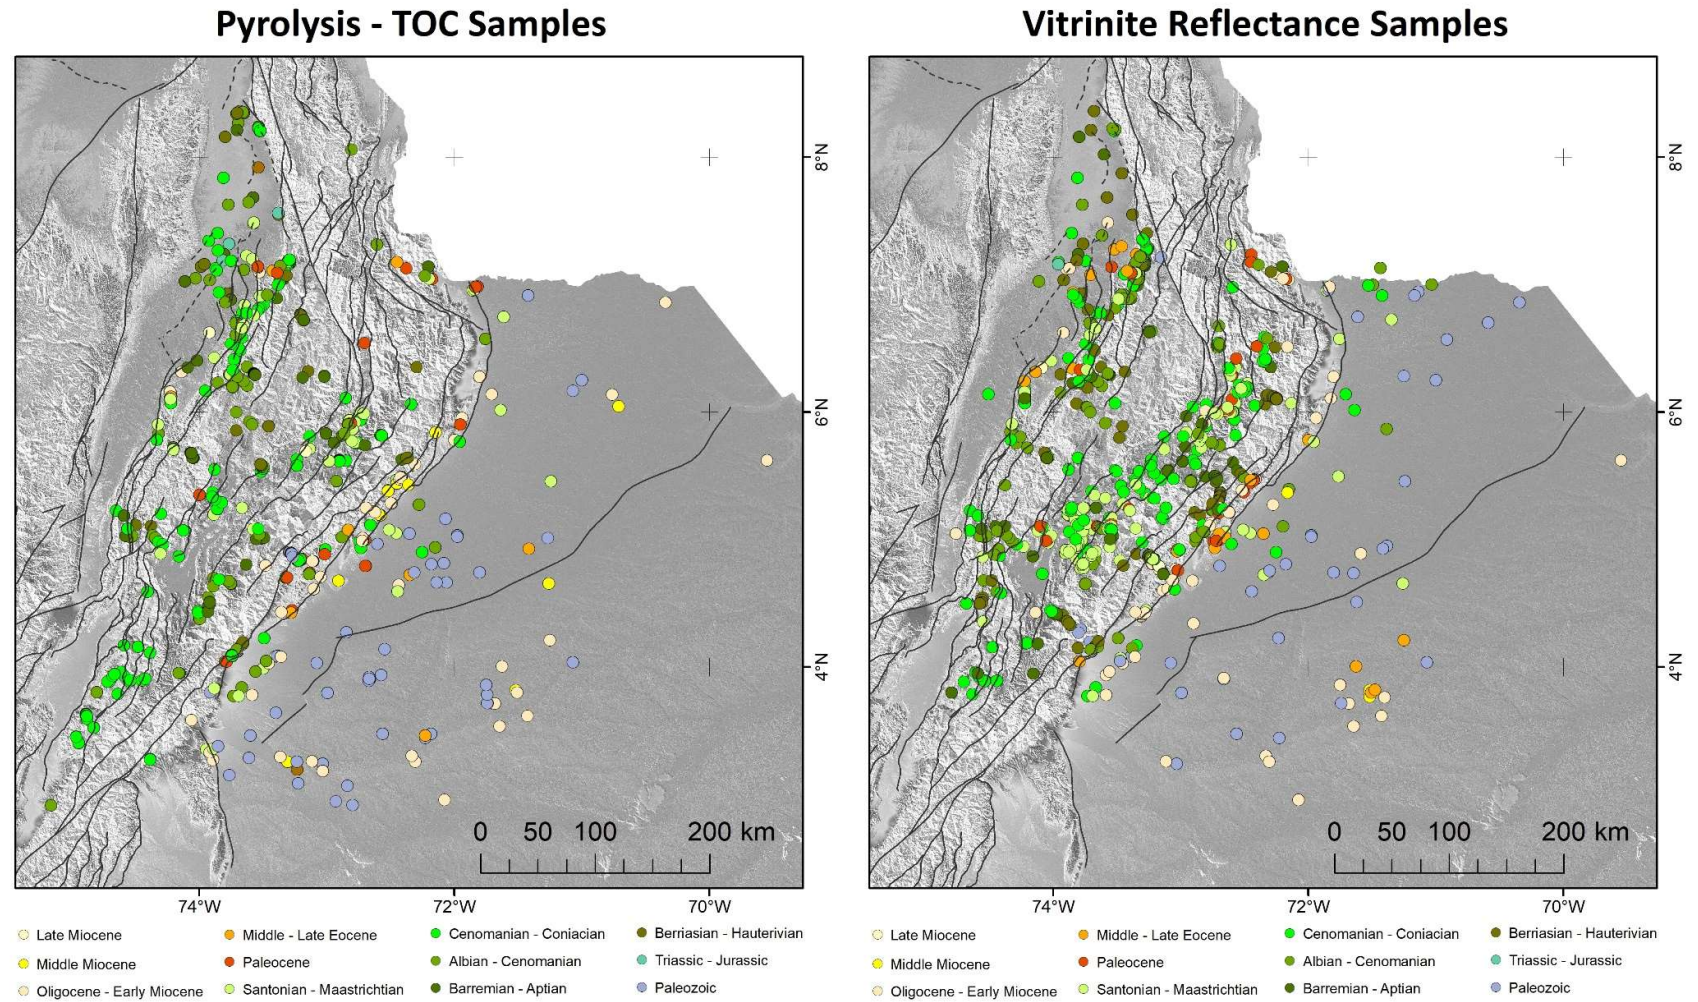 Pyrolysis - TOC Samples
Vitrinite Reflectance Samples
8°N
6°N
4°N
0 50 100 200 km
74°W 72°W 70°W
Late Miocene
Middle - Late Eocene
Cenomanian - Coniacian
Berriasian - Hauterivian
Middle Miocene
Paleocene
Albian - Cenomanian
Triassic - Jurassic
Oligocene - Early Miocene
Santonian - Maastrichtian
Barremian - Aptian
Paleozoic
8°N
6°N
4°N
0 50 100 200 km
74°W 72°W 70°W
Late Miocene
Middle - Late Eocene
Cenomanian - Coniacian
Berriasian - Hauterivian
Middle Miocene
Paleocene
Albian - Cenomanian
Triassic - Jurassic
Oligocene - Early Miocene
Santonian - Maastrichtian
Barremian - Aptian
Paleozoic